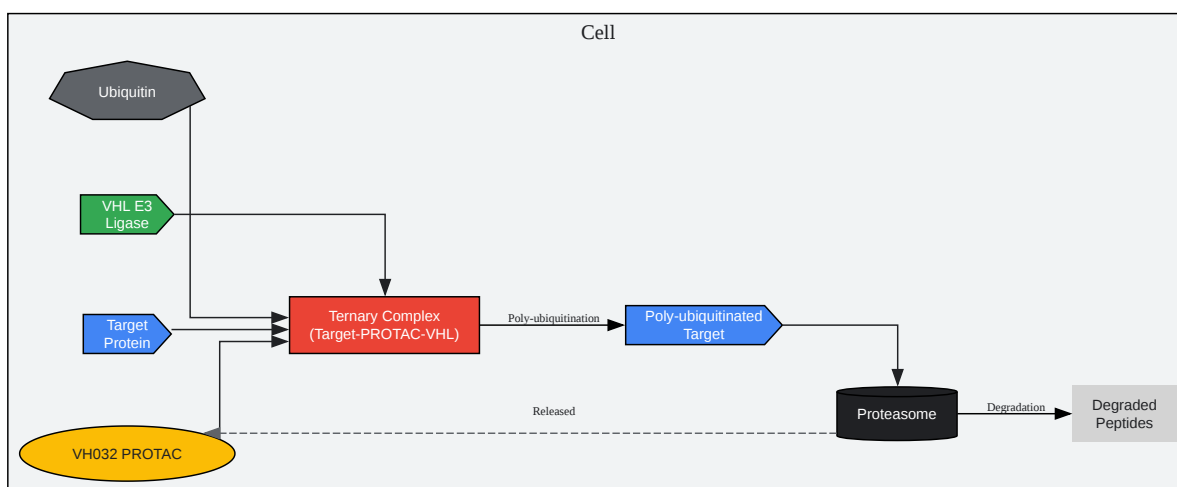 Cell
Ubiquitin
VHL E3
Ligase
Target
Protein
Ternary Complex
(Target-PROTAC-VHL)
Poly-ubiquitination
Poly-ubiquitinated
Target
Released
Proteasome
Degradation
Degraded
Peptides
VH032 PROTAC